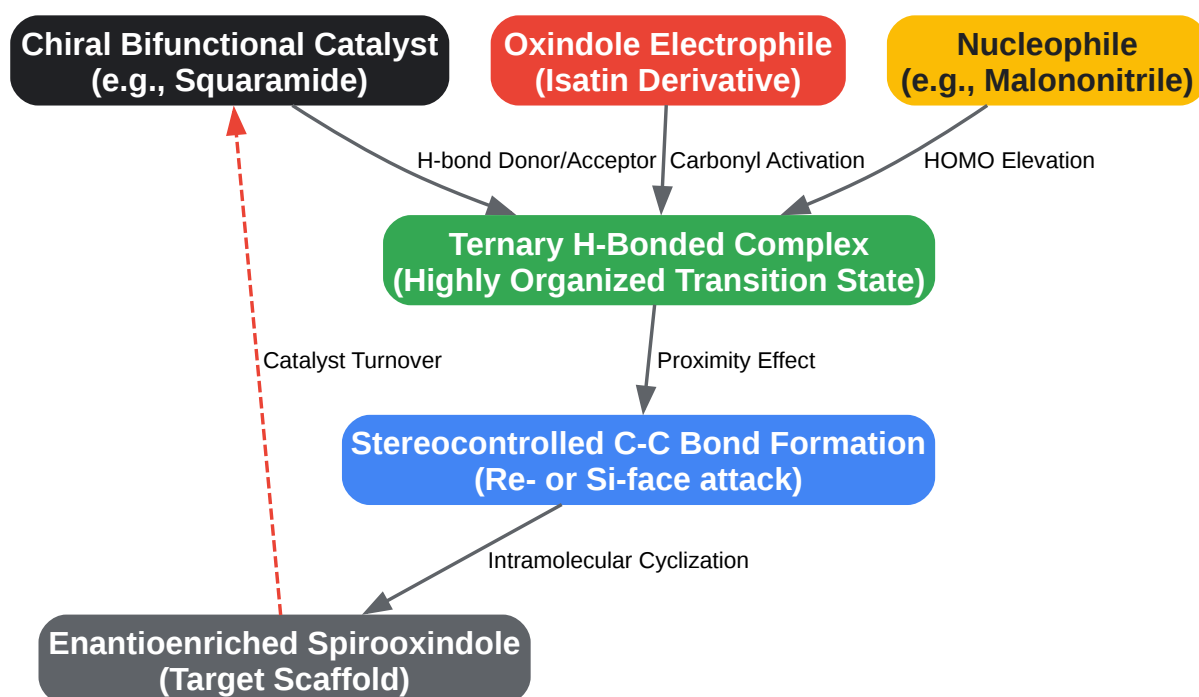 Chiral Bifunctional Catalyst
(e.g., Squaramide)
Oxindole Electrophile
(Isatin Derivative)
Nucleophile
(e.g., Malononitrile)
H-bond Donor/Acceptor
Carbonyl Activation
HOMO Elevation
Ternary H-Bonded Complex
(Highly Organized Transition State)
Catalyst Turnover
Proximity Effect
Stereocontrolled C-C Bond Formation
(Re- or Si-face attack)
Intramolecular Cyclization
Enantioenriched Spirooxindole
(Target Scaffold)